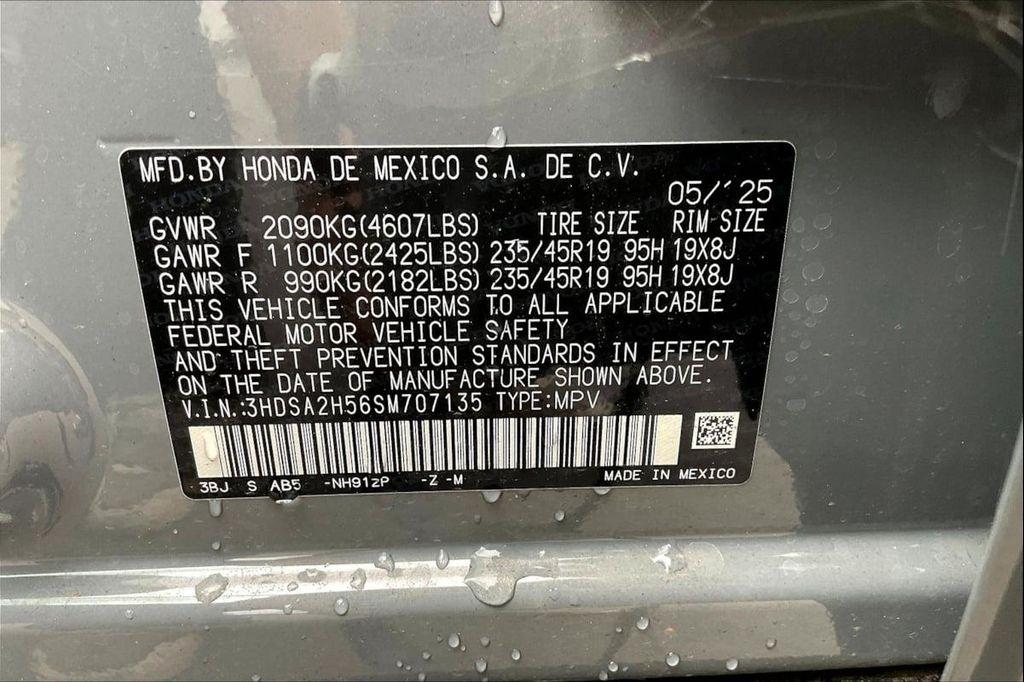 MFD.BY HONDA DE MEXICO S.A. DE C.V.
05/'25
GVWR 2090KG(4607LBS) TIRE SIZE RIM SIZE
GAWR F 1100KG(2425LBS) 235/45R19 95H 19X8J
GAWR R 990KG(2182LBS) 235/45R19 95H 19X8J
THIS VEHICLE CONFORMS TO ALL APPLICABLE
FEDERAL MOTOR VEHICLE SAFETY
AND THEFT PREVENTION STANDARDS IN EFFECT
ON THE DATE OF MANUFACTURE SHOWN ABOVE.
V.I.N.:3HDSA2H56SM707135 TYPE:MPV
3BJ S AB5 -NH912P -Z -M MADE IN MEXICO